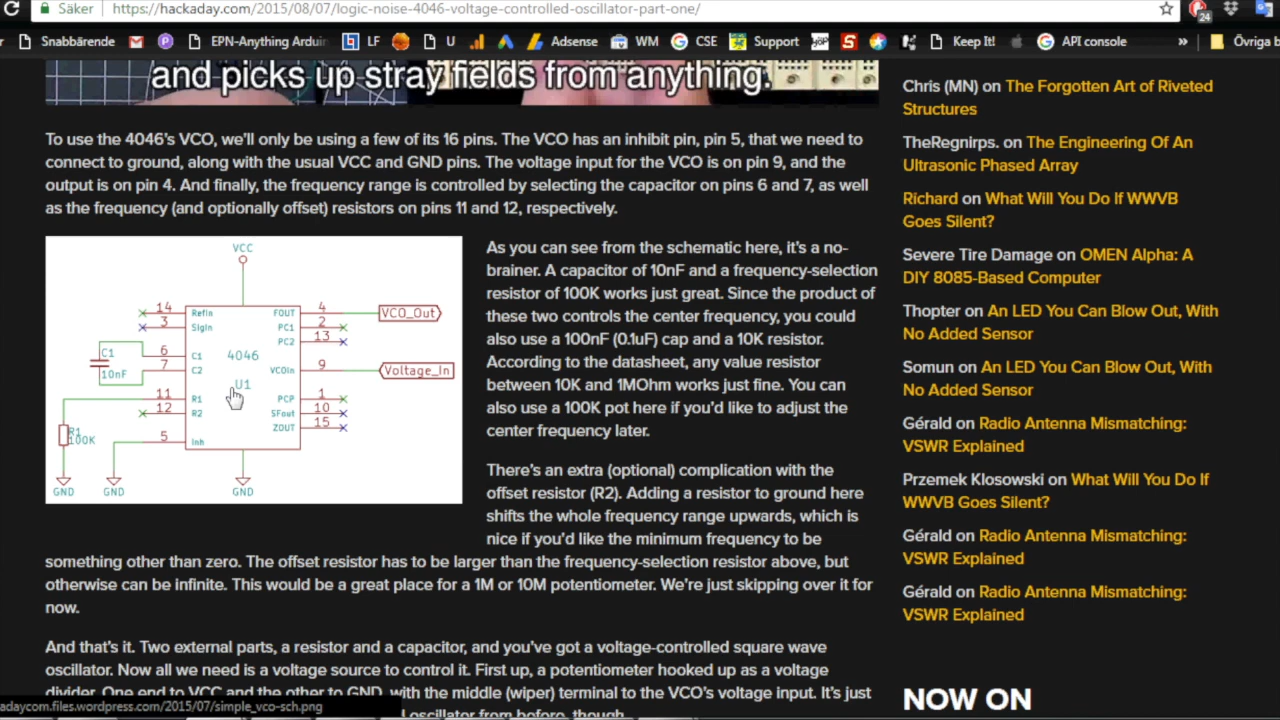 Säker
https://hackaday.com/2015/08/07/logic-noise-4046-voltage-controlled-oscillator-part-one/
24
Snabbärende
EPN-Anything Arduin
LF
U
Adsense
WM
CSE
Support
yöp
S
Keep It!
API console
»
Övriga b
and picks up stray fields from anything.
To use the 4046's VCO, we'll only be using a few of its 16 pins. The VCO has an inhibit pin, pin 5, that we need to
connect to ground, along with the usual VCC and GND pins. The voltage input for the VCO is on pin 9, and the
output is on pin 4. And finally, the frequency range is controlled by selecting the capacitor on pins 6 and 7, as well
as the frequency (and optionally offset) resistors on pins 11 and 12, respectively.
VCC
14
RefIn
3
SigIn
6
C1
7
C2
11
R1
12
R2
5
Inh
4046
U1
FOUT
4
VCO_Out
PC1
2
PC2
13
VCOin
9
Voltage_In
PCP
1
SFout
10
ZOUT
15
C1
10nF
R1
100K
GND
GND
GND
As you can see from the schematic here, it's a no-
brainer. A capacitor of 10nF and a frequency-selection
resistor of 100K works just great. Since the product of
these two controls the center frequency, you could
also use a 100nF (0.1uF) cap and a 10K resistor.
According to the datasheet, any value resistor
between 10K and 1MOhm works just fine. You can
also use a 100K pot here if you'd like to adjust the
center frequency later.
There's an extra (optional) complication with the
offset resistor (R2). Adding a resistor to ground here
shifts the whole frequency range upwards, which is
nice if you'd like the minimum frequency to be
something other than zero. The offset resistor has to be larger than the frequency-selection resistor above, but
otherwise can be infinite. This would be a great place for a 1M or 10M potentiometer. We're just skipping over it for
now.
And that's it. Two external parts, a resistor and a capacitor, and you've got a voltage-controlled square wave
oscillator. Now all we need is a voltage source to control it. First up, a potentiometer hooked up as a voltage
divider. One end to VCC and the other to GND, with the middle (wiper) terminal to the VCO's voltage input. It's just
oscillator from before, though.
adaycom.files.wordpress.com/2015/07/simple_vco-sch.png
Chris (MN) on The Forgotten Art of Riveted
Structures
TheRegnirps. on The Engineering Of An
Ultrasonic Phased Array
Richard on What Will You Do If WWVB
Goes Silent?
Severe Tire Damage on OMEN Alpha: A
DIY 8085-Based Computer
Thopter on An LED You Can Blow Out, With
No Added Sensor
Somun on An LED You Can Blow Out, With
No Added Sensor
Gérald on Radio Antenna Mismatching:
VSWR Explained
Przemek Klosowski on What Will You Do If
WWVB Goes Silent?
Gérald on Radio Antenna Mismatching:
VSWR Explained
Gérald on Radio Antenna Mismatching:
VSWR Explained
NOW ON